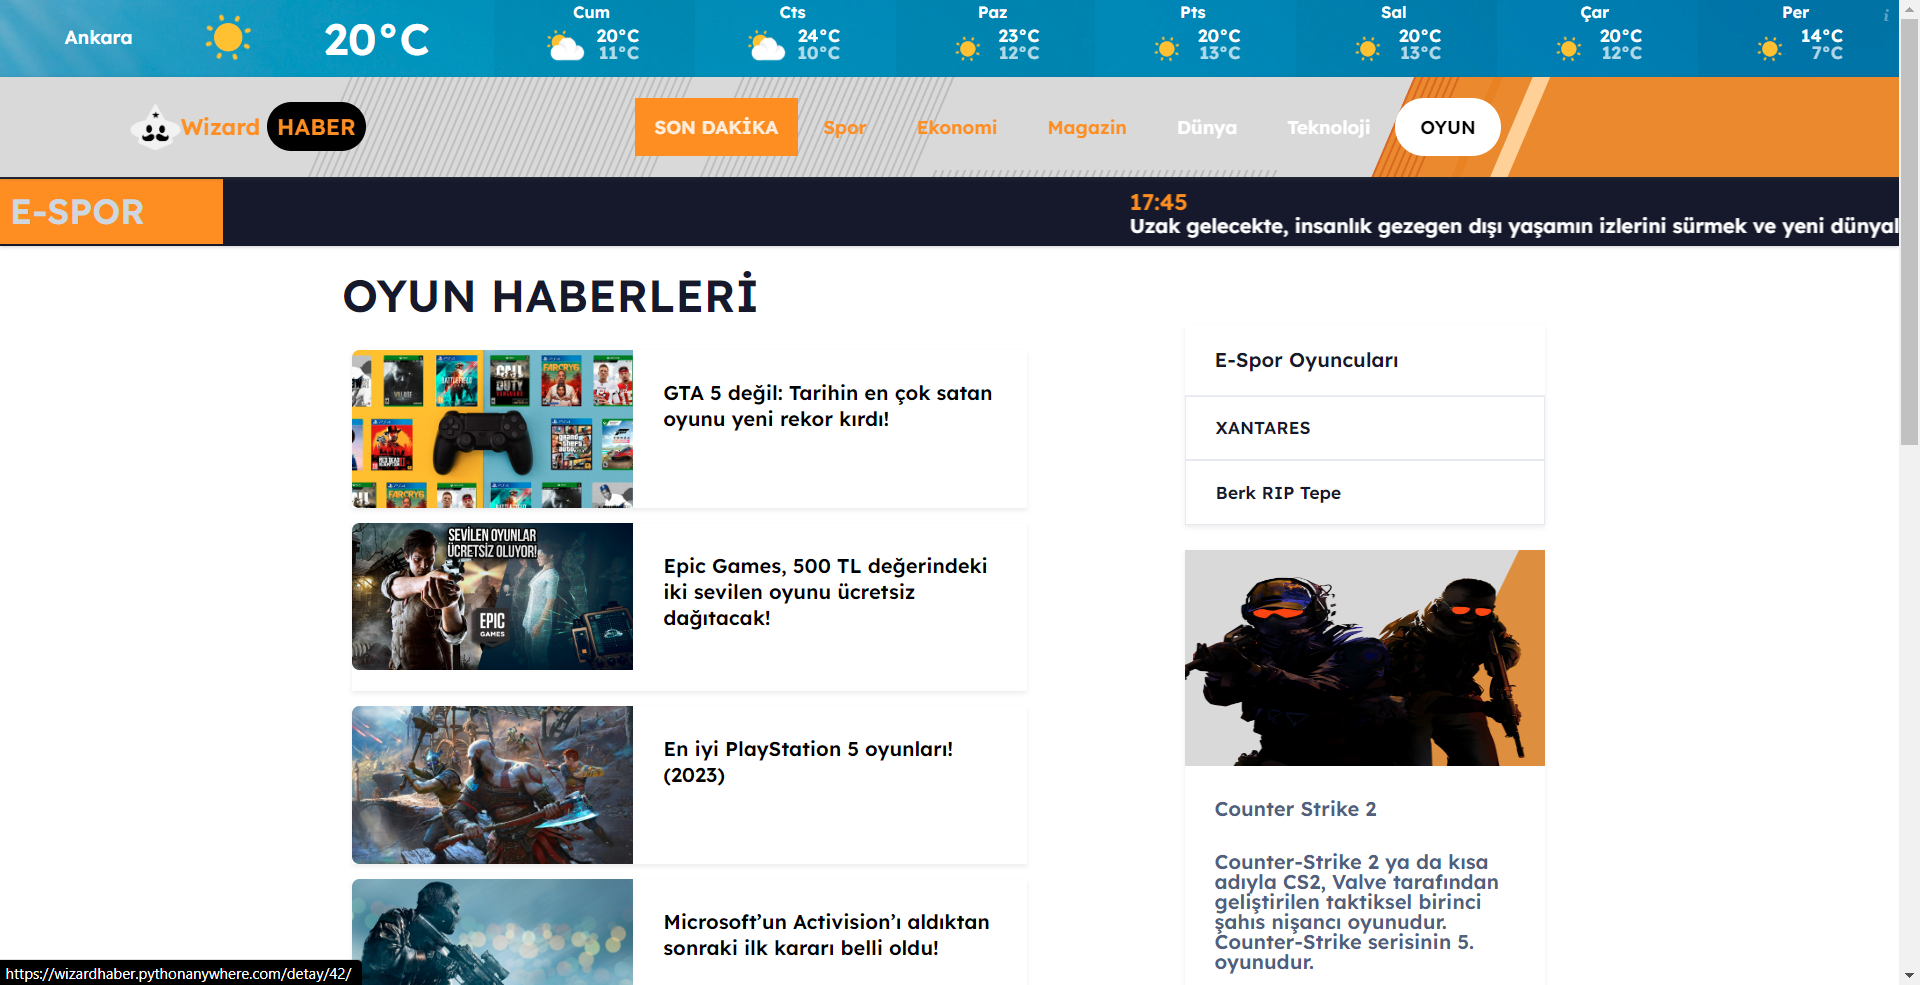 Ankara
20°C
Cum
20°C
11°C
Cts
24°C
10°C
Paz
23°C
12°C
Pts
20°C
13°C
Sal
20°C
13°C
Çar
20°C
12°C
Per
14°C
7°C
i
Wizard HABER
SON DAKİKA
Spor
Ekonomi
Magazin
Dünya
Teknoloji
OYUN
E-SPOR
17:45
Uzak gelecekte, insanlık gezegen dışı yaşamın izlerini sürmek ve yeni dünyal
OYUN HABERLERİ
GTA 5 değil: Tarihin en çok satan
oyunu yeni rekor kırdı!
SEVİLEN OYUNLAR
ÜCRETSİZ OLUYOR!
EPIC
GAMES
Epic Games, 500 TL değerindeki
iki sevilen oyunu ücretsiz
dağıtacak!
En iyi PlayStation 5 oyunları!
(2023)
Microsoft’un Activision’ı aldıktan
sonraki ilk kararı belli oldu!
E-Spor Oyuncuları
XANTARES
Berk RIP Tepe
Counter Strike 2
Counter-Strike 2 ya da kısa
adıyla CS2, Valve tarafından
geliştirilen taktiksel birinci
şahıs nişancı oyunudur.
Counter-Strike serisinin 5.
oyunudur.
https://wizardhaber.pythonanywhere.com/detay/42/